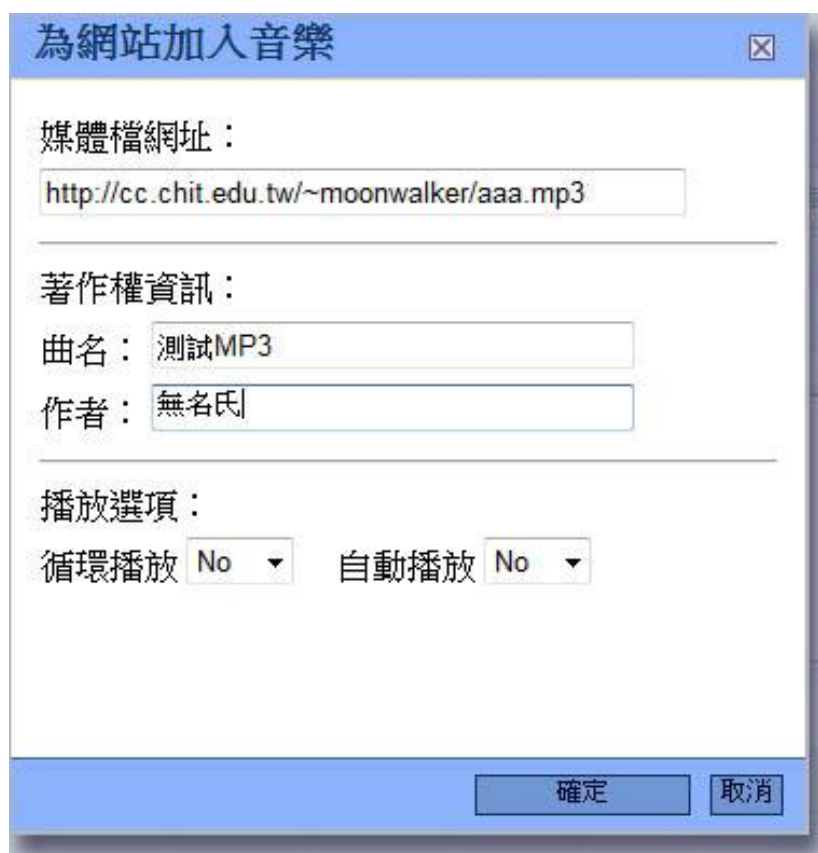 為網站加入音樂
媒體檔網址：
http://cc.chit.edu.tw/~moonwalker/aaa.mp3
著作權資訊：
曲名： 測試MP3
作者： 無名氏
播放選項：
循環播放 No 自動播放 No
確定 取消